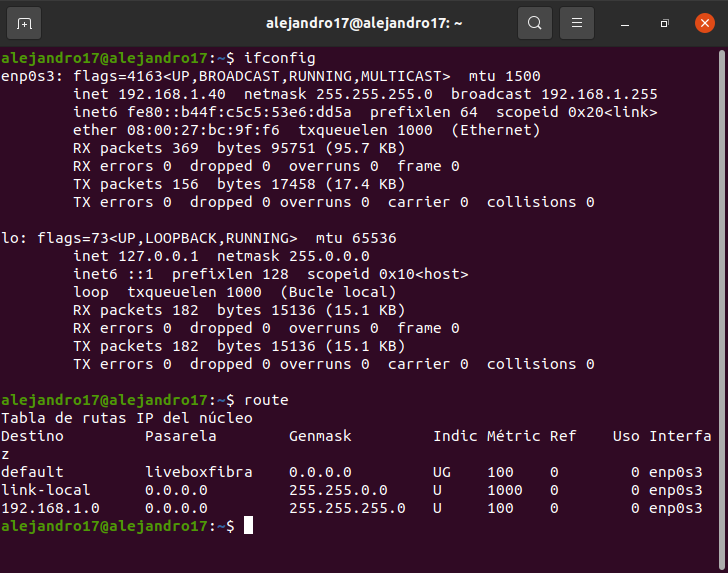 alejandro17@alejandro17: ~
alejandro17@alejandro17:~$ ifconfig
enp0s3: flags=4163<UP,BROADCAST,RUNNING,MULTICAST>  mtu 1500
        inet 192.168.1.40  netmask 255.255.255.0  broadcast 192.168.1.255
        inet6 fe80::b44f:c5c5:53e6:dd5a  prefixlen 64  scopeid 0x20<link>
        ether 08:00:27:bc:9f:f6  txqueuelen 1000  (Ethernet)
        RX packets 369  bytes 95751 (95.7 KB)
        RX errors 0  dropped 0  overruns 0  frame 0
        TX packets 156  bytes 17458 (17.4 KB)
        TX errors 0  dropped 0 overruns 0  carrier 0  collisions 0
lo: flags=73<UP,LOOPBACK,RUNNING>  mtu 65536
        inet 127.0.0.1  netmask 255.0.0.0
        inet6 ::1  prefixlen 128  scopeid 0x10<host>
        loop  txqueuelen 1000  (Bucle local)
        RX packets 182  bytes 15136 (15.1 KB)
        RX errors 0  dropped 0  overruns 0  frame 0
        TX packets 182  bytes 15136 (15.1 KB)
        TX errors 0  dropped 0 overruns 0  carrier 0  collisions 0
alejandro17@alejandro17:~$ route
Tabla de rutas IP del núcleo
Destino         Pasarela        Genmask         Indic Métric Ref    Uso Interfa
z
default         liveboxfibra    0.0.0.0         UG    100    0        0 enp0s3
link-local      0.0.0.0         255.255.0.0     U     1000   0        0 enp0s3
192.168.1.0     0.0.0.0         255.255.255.0   U     100    0        0 enp0s3
alejandro17@alejandro17:~$